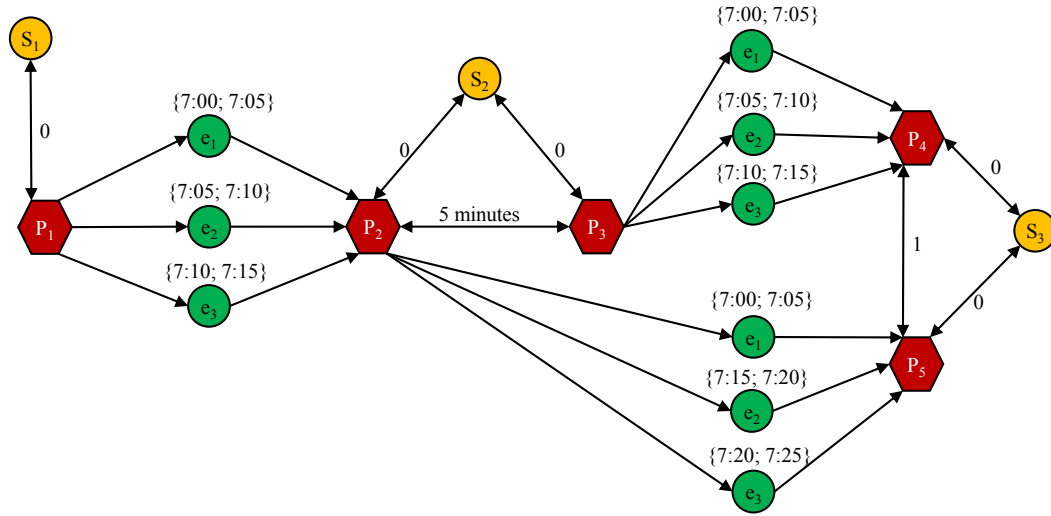 S1
0
P1
{7:00; 7:05}
e1
{7:05; 7:10}
e2
{7:10; 7:15}
e3
S2
0
0
P2
5 minutes
P3
{7:00; 7:05}
e1
{7:05; 7:10}
e2
{7:10; 7:15}
e3
P4
0
S3
1
0
{7:00; 7:05}
e1
P5
{7:15; 7:20}
e2
{7:20; 7:25}
e3